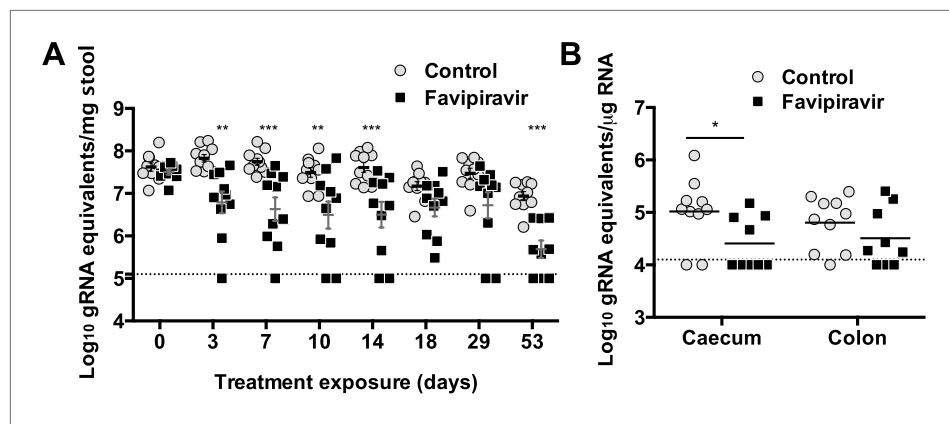 A
Control
Favipiravir
Log10 gRNA equivalents/mg stool
9
8
7
6
5
4
** *** ** *** ***
0 3 7 10 14 18 29 53
Treatment exposure (days)
B
Control
Favipiravir
Log10 gRNA equivalents/µg RNA
7
6
5
4
3
*
Caecum Colon